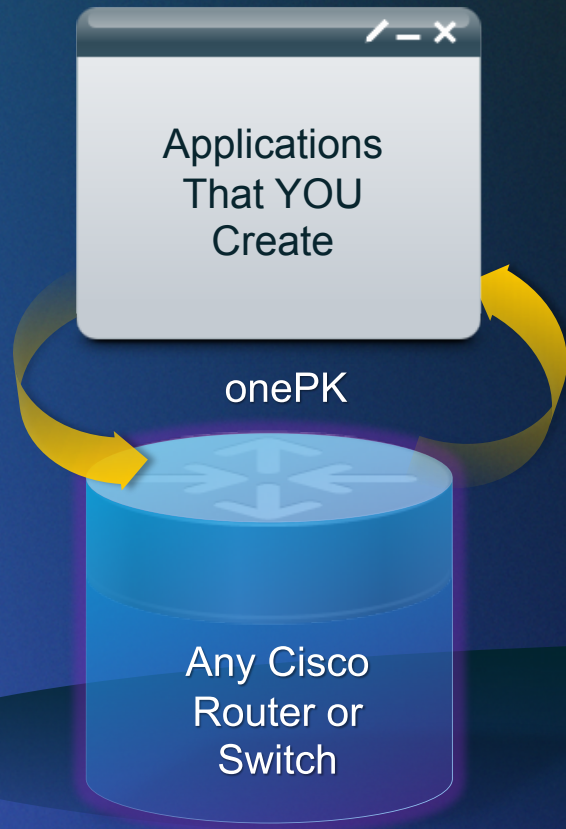 Applications
That YOU
Create
onePK
Any Cisco
Router or
Switch